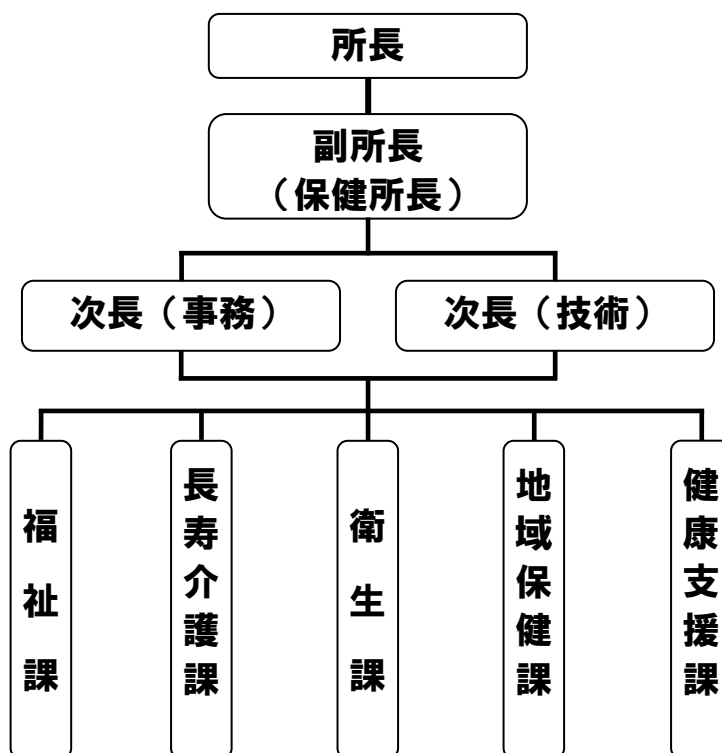 所長
副所長
（保健所長）
次長（事務）
次長（技術）
福祉課
長寿介護課
衛生課
地域保健課
健康支援課